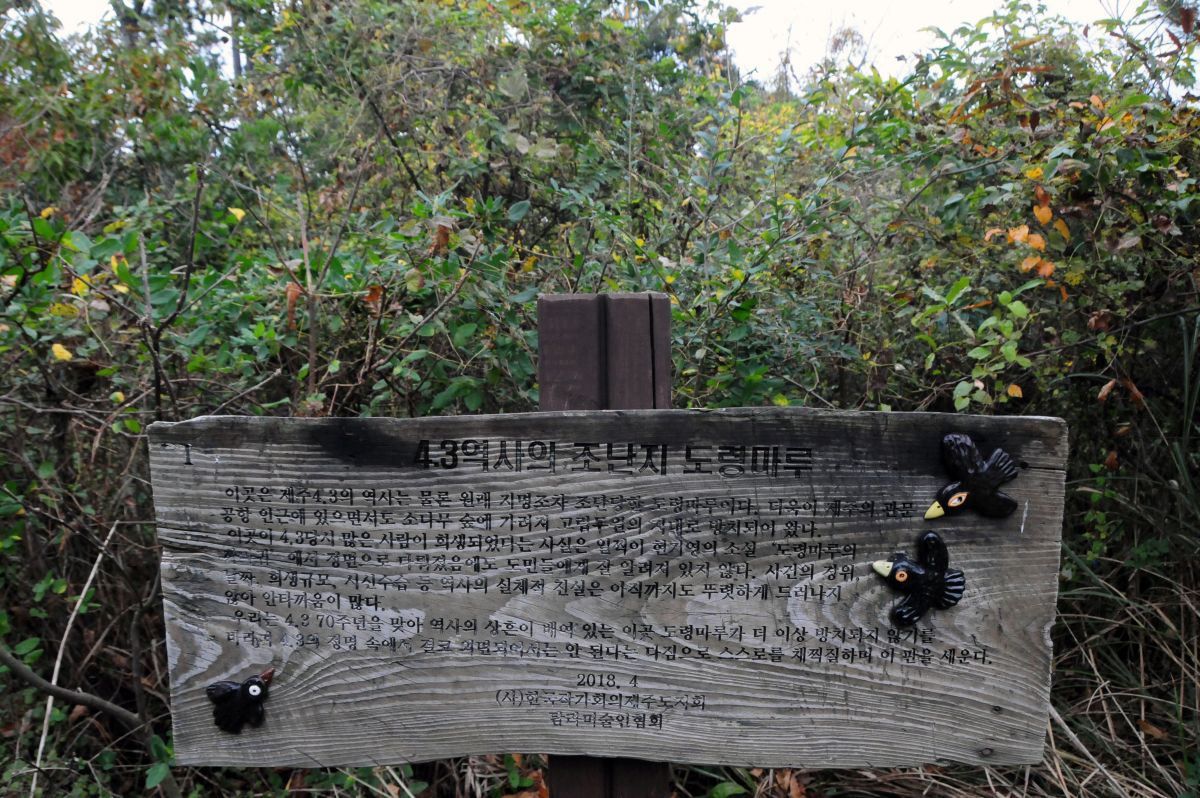 4.3역사의 조난지 도령마루
이곳은 제주4.3의 역사는 물론 원래 지명조차 조난당한 도령마루이다. 더욱이 제주의 관문
공항 인근에 있으면서도 소나무 숲에 가려져 고립무원의 지대로 방치되어 왔다.
이곳이 4.3당시 많은 사람이 희생되었다는 사실은 일찍이 현기영의 소설 '도령마루의
에서 정면으로 다뤄졌음에도 도민들에게 잘 알려져 있지 않다. 사건의 경위,
날짜, 희생규모, 시신수습 등 역사의 실체적 진실은 아직까지도 뚜렷하게 드러나지
않아 안타까움이 많다.
우리는 4.3 70주년을 맞아 역사의 상흔이 배어 있는 이곳 도령마루가 더 이상 방치되지 않기를
바라며 4.3의 정명 속에서 결코 외면되어서는 안 된다는 다짐으로 스스로를 채찍질하며 이 판을 세운다.
2018. 4
(사)한국작가회의제주도지회
탐라미술인협회